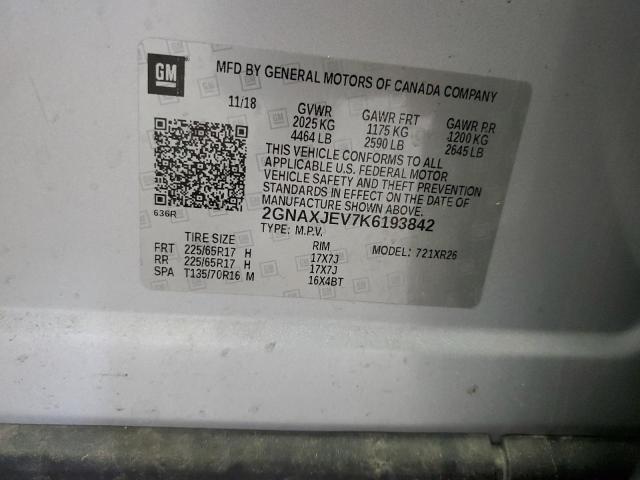 GM
MFD BY GENERAL MOTORS OF CANADA COMPANY
11/18 GVWR GAWR FRT GAWR RR
2025 KG 1175 KG 1200 KG
4464 LB 2590 LB 2645 LB
THIS VEHICLE CONFORMS TO ALL
APPLICABLE U.S. FEDERAL MOTOR
VEHICLE SAFETY AND THEFT PREVENTION
STANDARDS IN EFFECT ON THE DATE OF
MANUFACTURE SHOWN ABOVE.
636R
2GNAXJEV7K6193842
TYPE: M.P.V. MODEL: 721XR26
TIRE SIZE RIM
FRT 225/65R17 H 17X7J
RR 225/65R17 H 17X7J
SPA T135/70R16 M 16X4BT